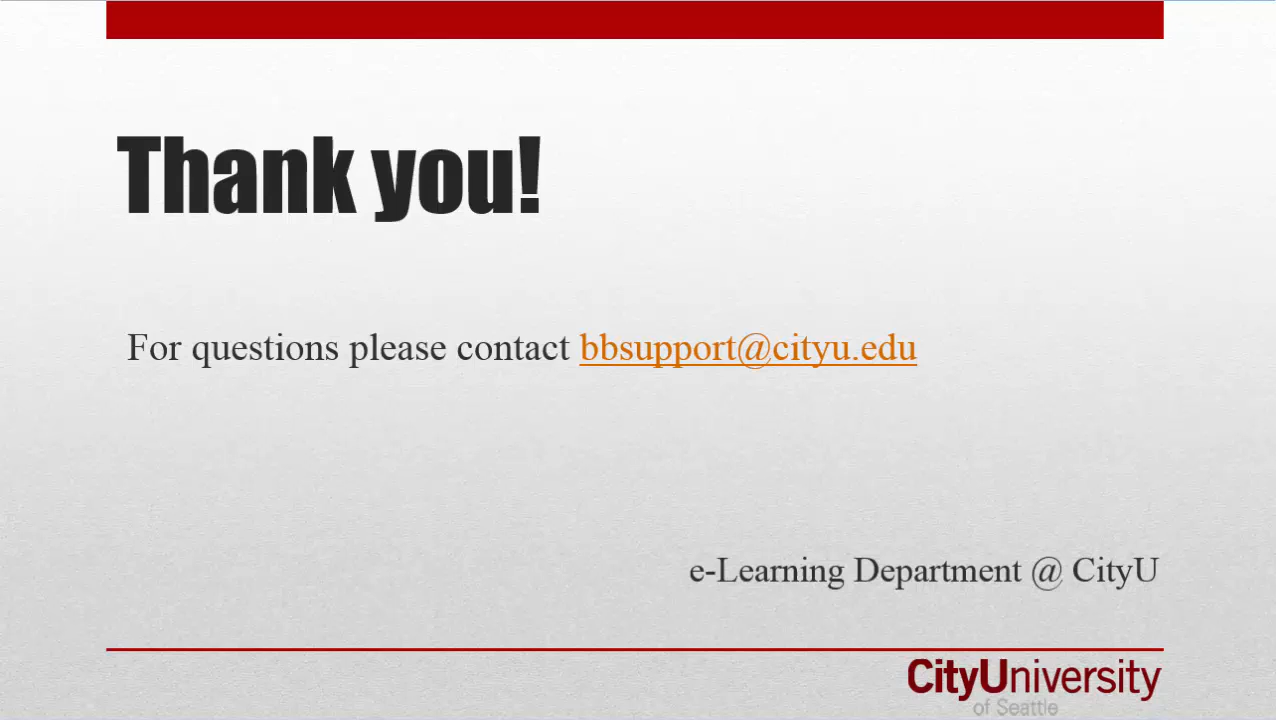 Thank you!
For questions please contact bbsupport@cityu.edu
e-Learning Department @ CityU
CityUniversity
of Seattle